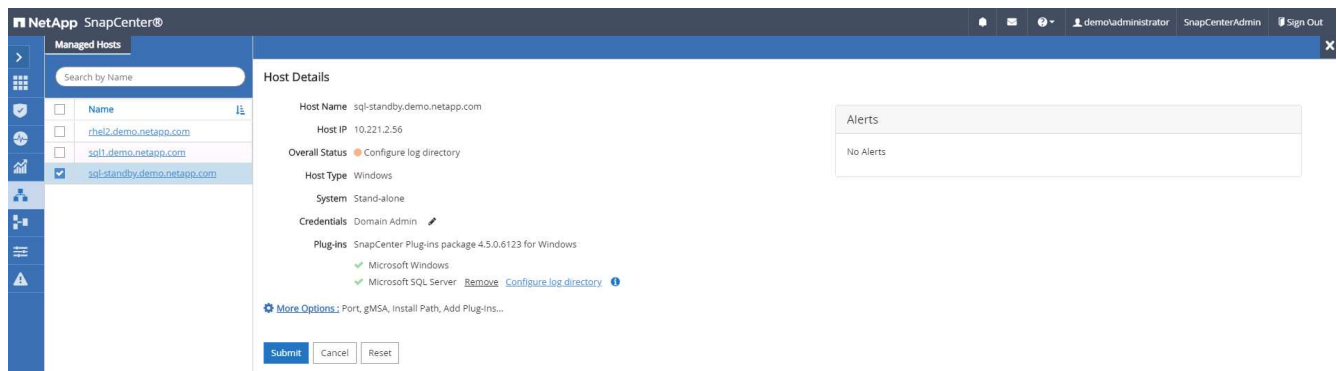 NetApp SnapCenter®
demo\administrator SnapCenterAdmin Sign Out
Managed Hosts
Search by Name
Name
rhel2.demo.netapp.com
sql1.demo.netapp.com
sql-standby.demo.netapp.com
Host Details
Host Name sql-standby.demo.netapp.com
Host IP 10.221.2.56
Overall Status Configure log directory
Host Type Windows
System Stand-alone
Credentials Domain Admin
Plug-ins SnapCenter Plug-ins package 4.5.0.6123 for Windows
Microsoft Windows
Microsoft SQL Server Remove Configure log directory
More Options : Port, gMSA, Install Path, Add Plug-Ins...
Submit Cancel Reset
Alerts
No Alerts